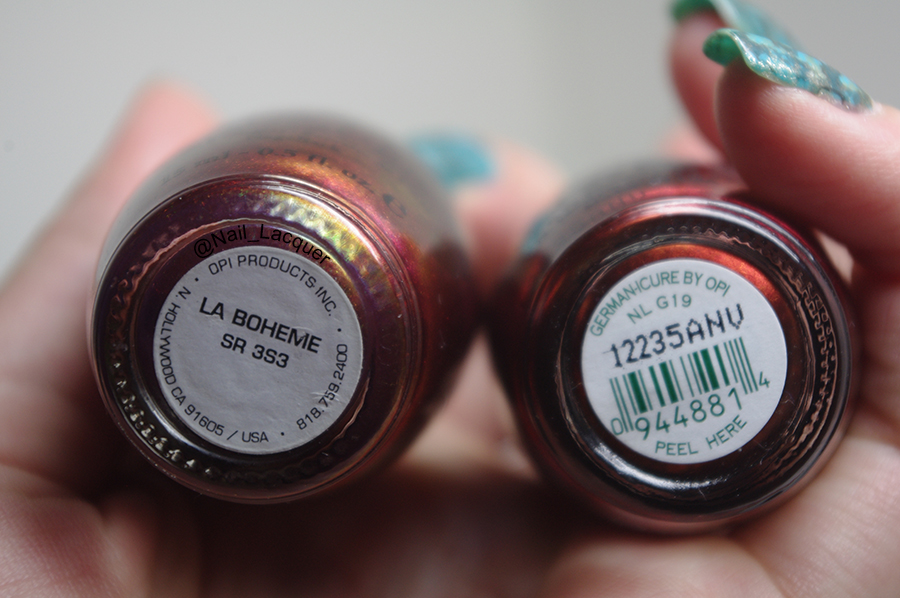 @Nail_Lacquer
OPI PRODUCTS INC. •
N. HOLLYWOOD CA 91605 / USA •
818.759.2400 •
LA BOHEME
SR 3S3
GERMAN-ICURE BY OPI
NL G19
12235ANV
0 944881 4
PEEL HERE